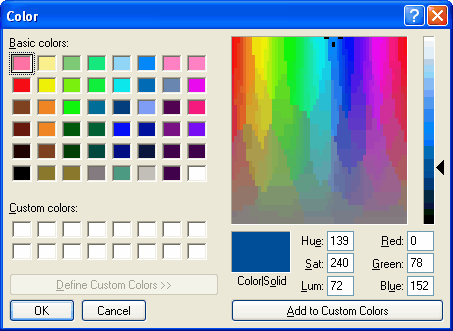 Color
Basic colors:
Custom colors:
Define Custom Colors >>
OK
Cancel
Color|Solid
Hue: 139
Sat: 240
Lum: 72
Red: 0
Green: 78
Blue: 152
Add to Custom Colors